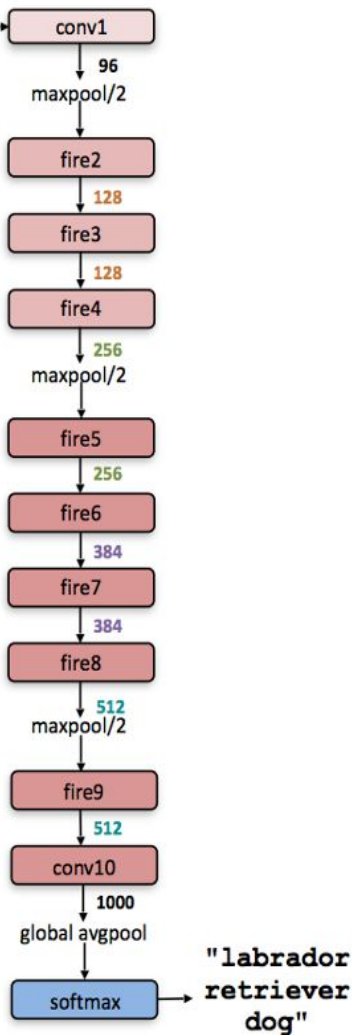 conv1
96
maxpool/2
fire2
128
fire3
128
fire4
256
maxpool/2
fire5
256
fire6
384
fire7
384
fire8
512
maxpool/2
fire9
512
conv10
1000
global avgpool
softmax
"labrador
retriever
dog"